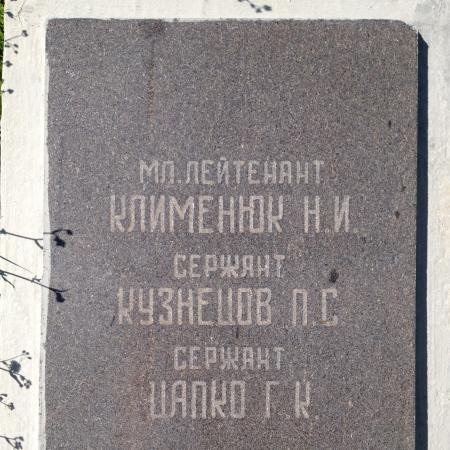 МЛ. ЛЕЙТЕНАНТ
КЛИМЕНЮК Н.И.
СЕРЖАНТ
КУЗНЕЦОВ П.С
СЕРЖАНТ
ЦАПКО Г.К